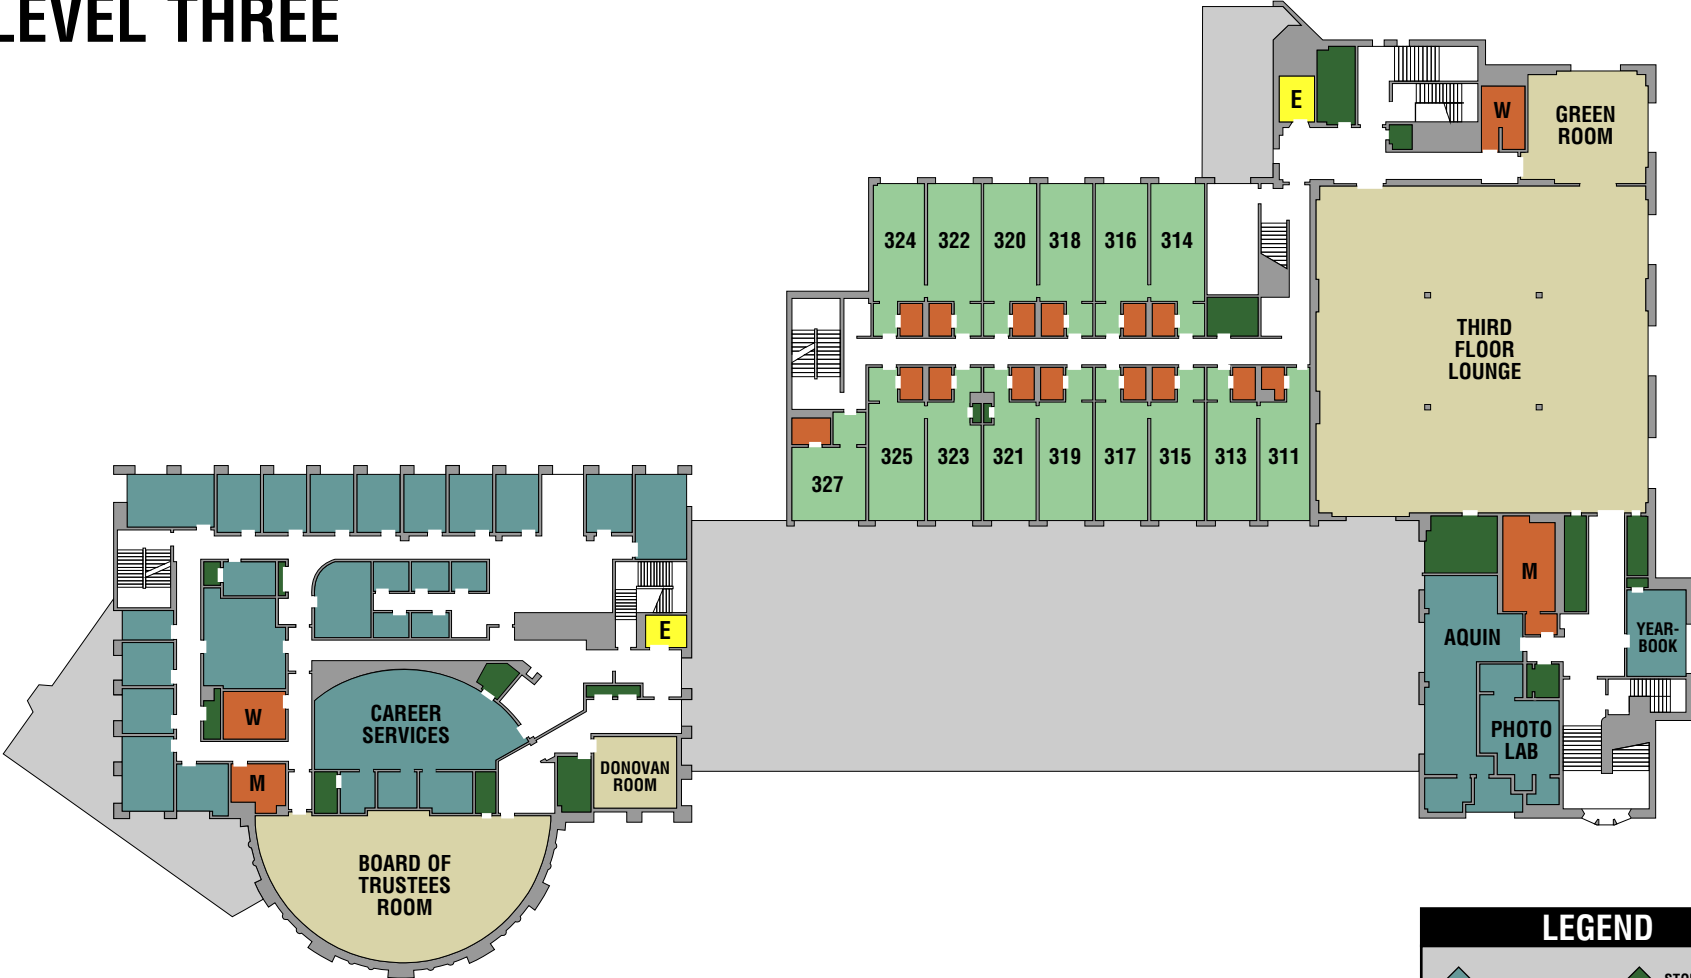 LEVEL THREE
E
W
GREEN
ROOM
324 322 320 318 316 314
THIRD
FLOOR
LOUNGE
325 323 321 319 317 315 313 311
327
M
AQUIN
YEAR-
BOOK
PHOTO
LAB
E
W
CAREER
SERVICES
M
DONOVAN
ROOM
BOARD OF
TRUSTEES
ROOM
LEGEND